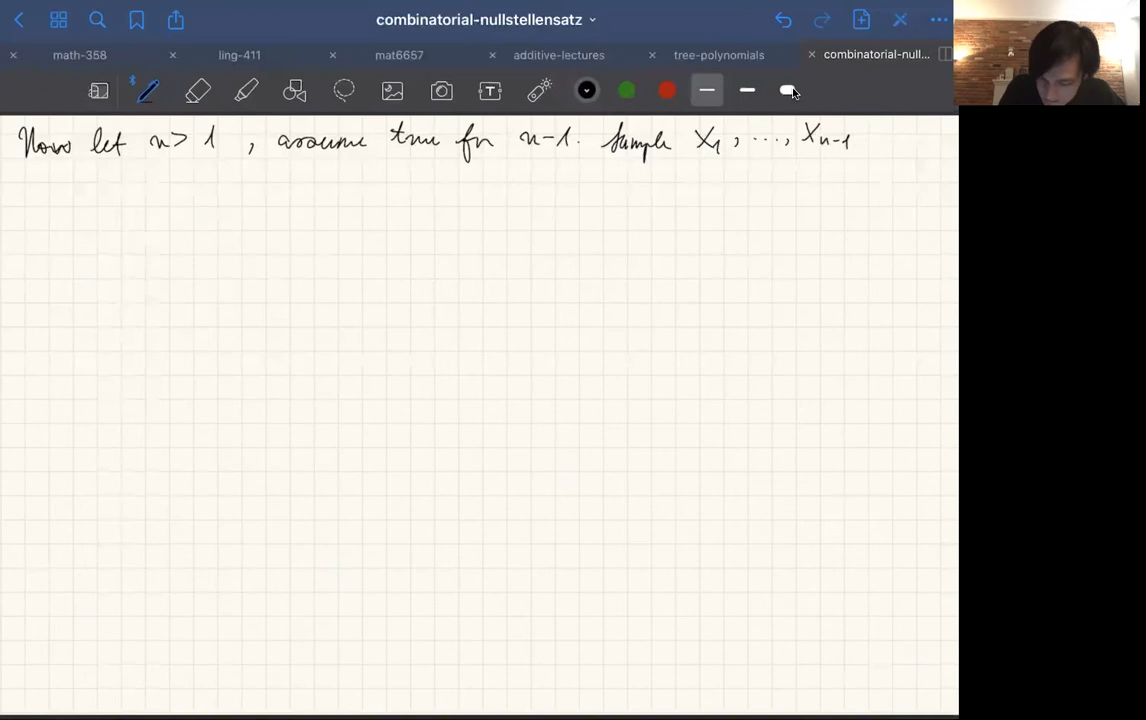 combinatorial-nullstellensatz
math-358 ling-411 mat6657 additive-lectures tree-polynomials combinatorial-null...
T
Now let n > 1, assume true for n-1. Sample X₁, ..., Xₙ₋₁